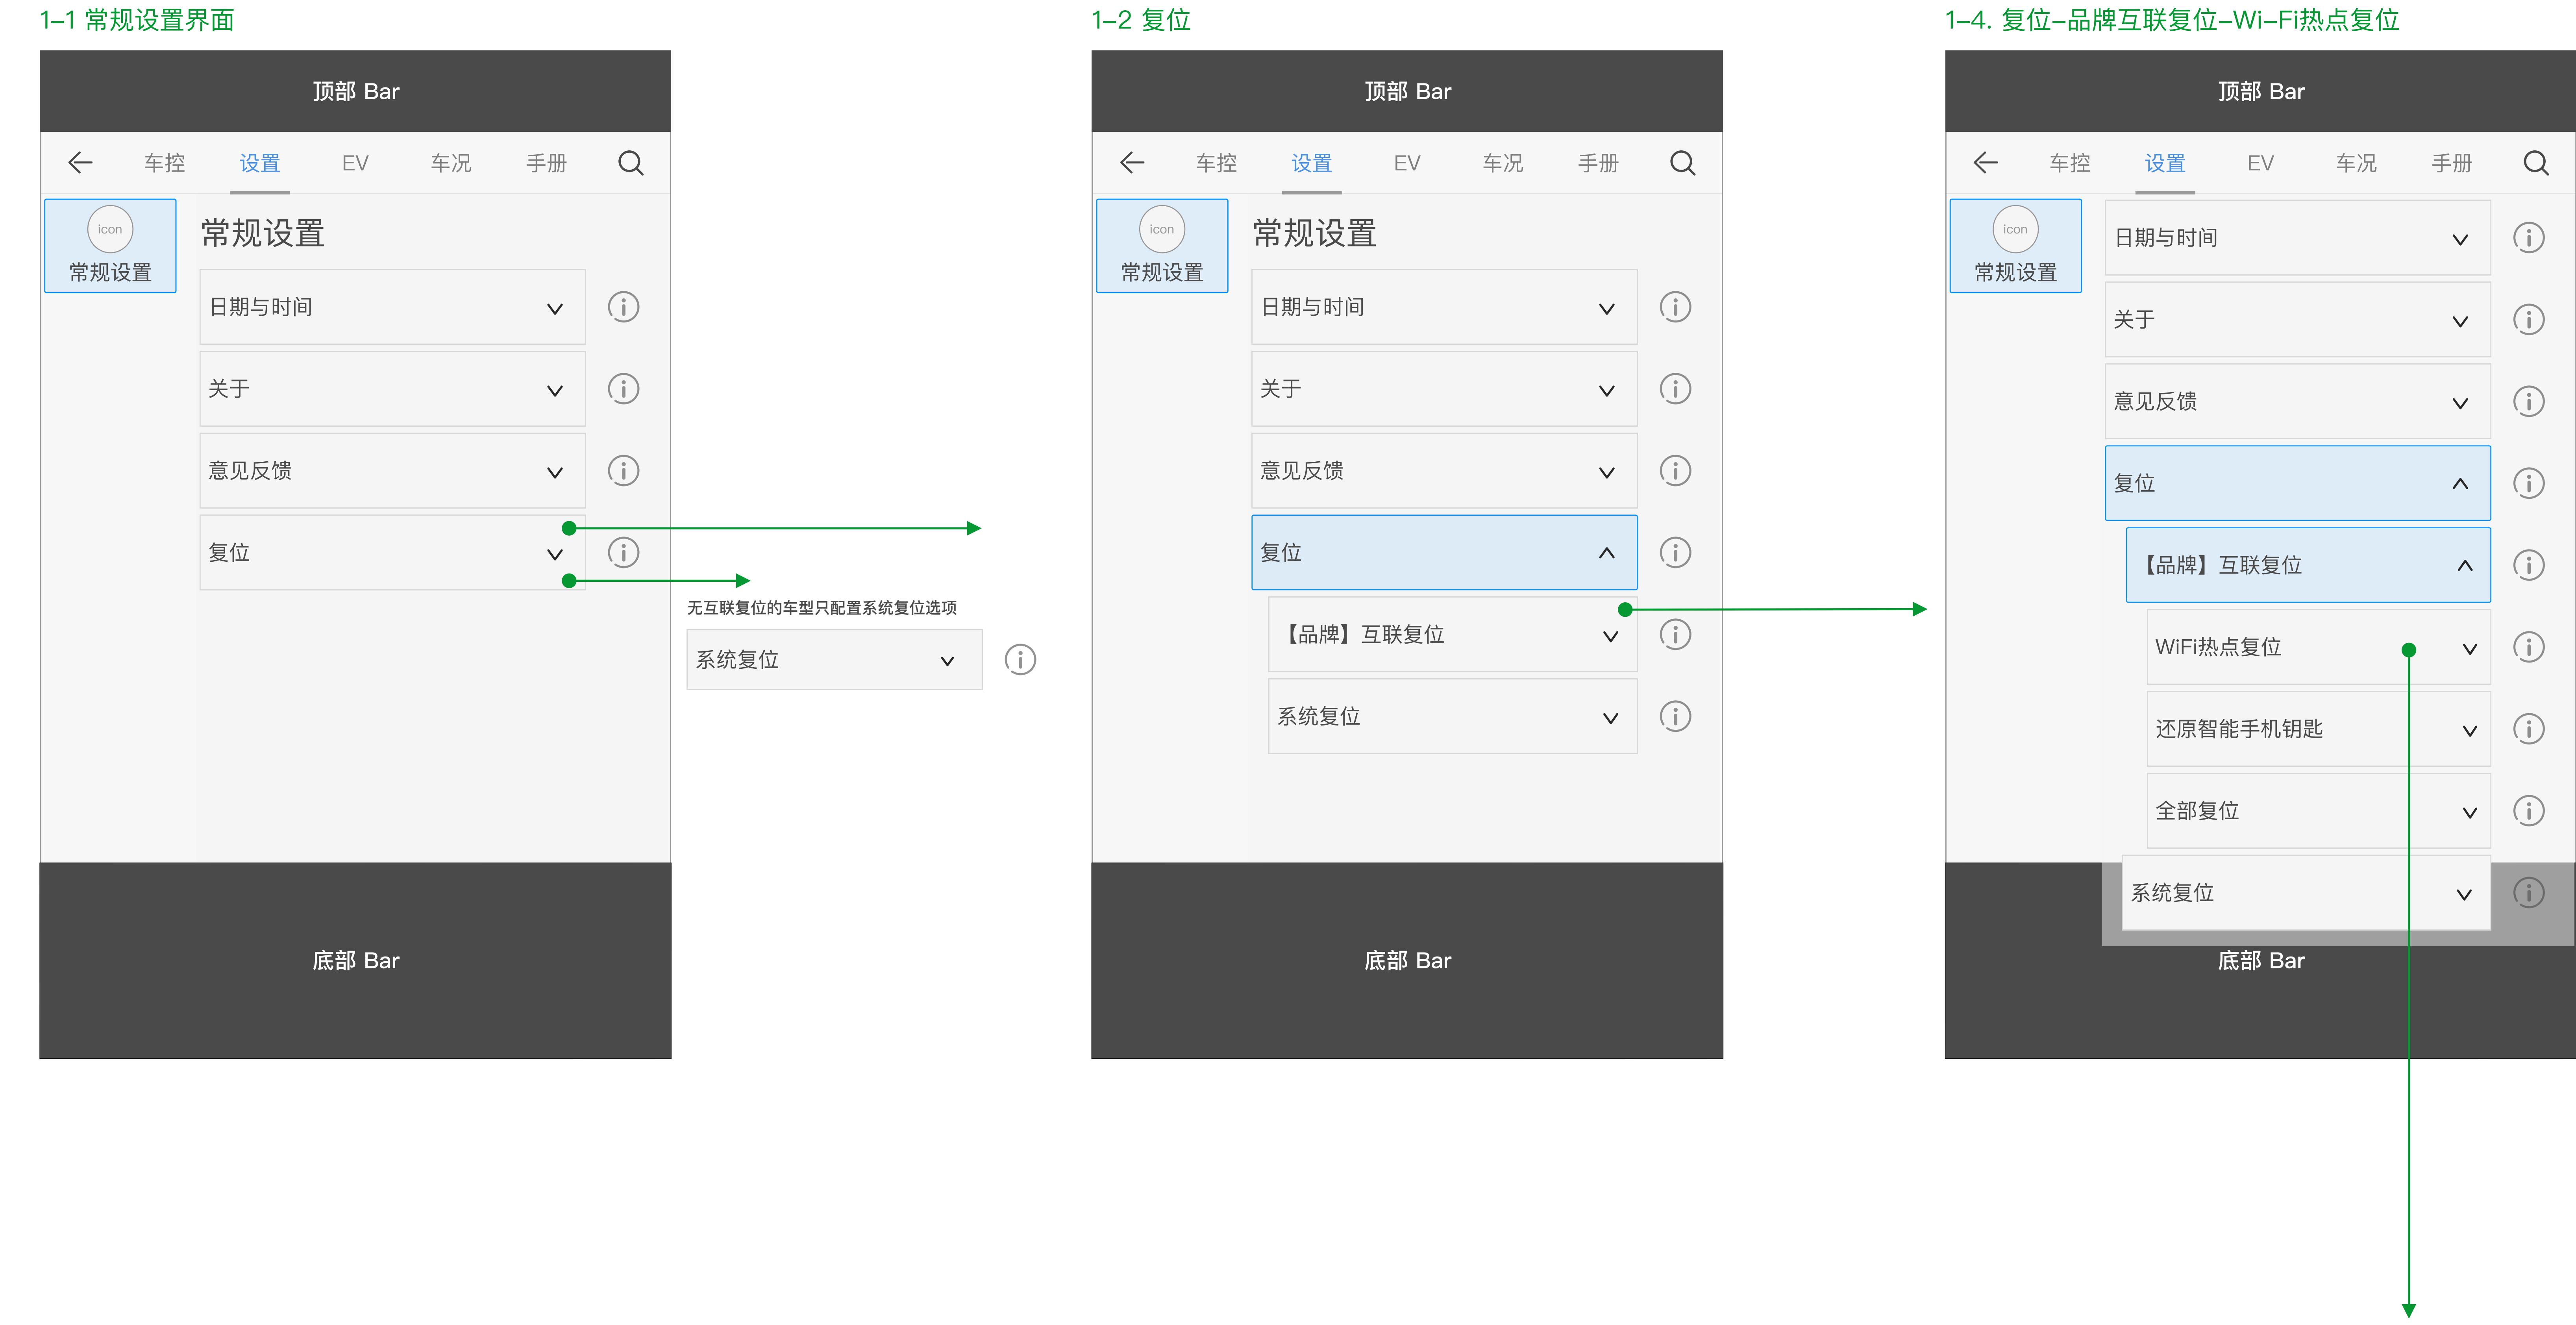 1-1 常规设置界面
顶部 Bar
车控 设置 EV 车况 手册
icon
常规设置
常规设置
日期与时间
关于
意见反馈
复位
无互联复位的车型只配置系统复位选项
系统复位
底部 Bar
1-2 复位
顶部 Bar
车控 设置 EV 车况 手册
icon
常规设置
常规设置
日期与时间
关于
意见反馈
复位
【品牌】互联复位
系统复位
底部 Bar
1-4. 复位-品牌互联复位-Wi-Fi热点复位
顶部 Bar
车控 设置 EV 车况 手册
icon
常规设置
日期与时间
关于
意见反馈
复位
【品牌】互联复位
WiFi热点复位
还原智能手机钥匙
全部复位
系统复位
底部 Bar